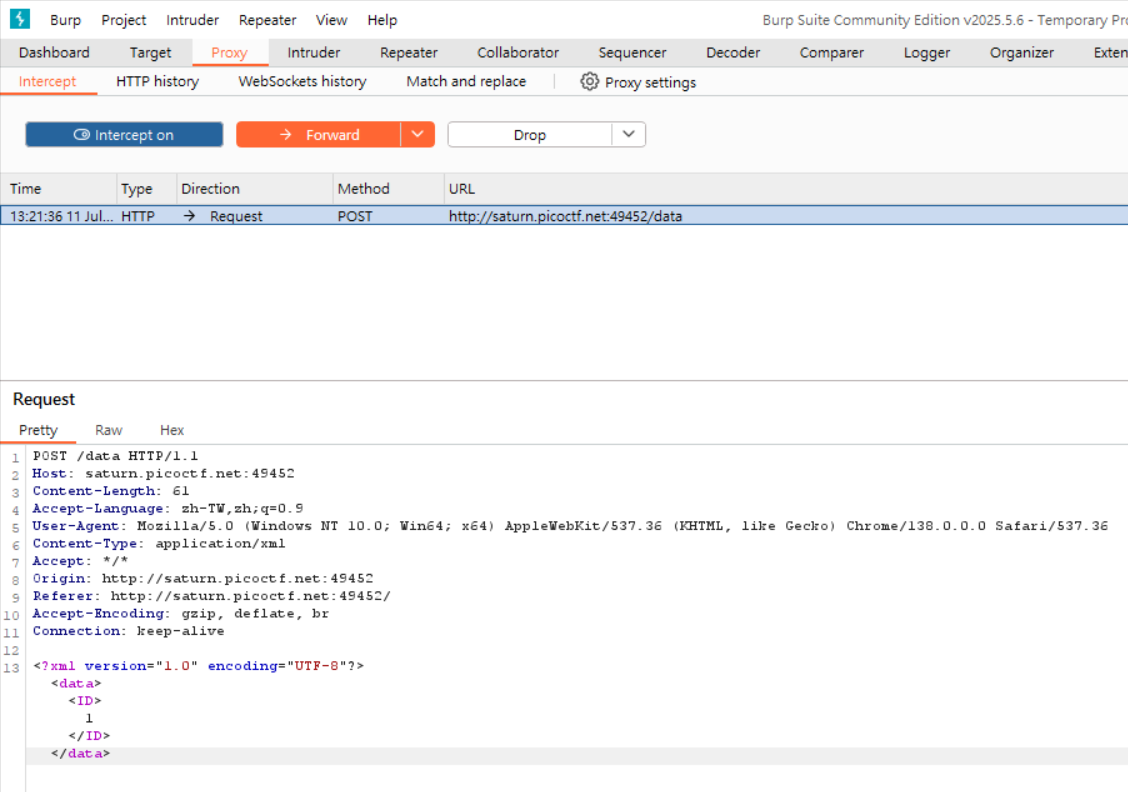 Burp Project Intruder Repeater View Help Burp Suite Community Edition v2025.5.6 - Temporary
Dashboard Target Proxy Intruder Repeater Collaborator Sequencer Decoder Comparer Logger Organizer
Intercept HTTP history WebSockets history Match and replace Proxy settings
Intercept on Forward Drop
Time Type Direction Method URL
13:21:36 11 Jul... HTTP → Request POST http://saturn.picoctf.net:49452/data
Request
Pretty Raw Hex
1 POST /data HTTP/1.1
2 Host: saturn.picoctf.net:49452
3 Content-Length: 61
4 Accept-Language: zh-TW,zh;q=0.9
5 User-Agent: Mozilla/5.0 (Windows NT 10.0; Win64; x64) AppleWebKit/537.36 (KHTML, like Gecko) Chrome/138.0.0.0 Safari/537.36
6 Content-Type: application/xml
7 Accept: */*
8 Origin: http://saturn.picoctf.net:49452
9 Referer: http://saturn.picoctf.net:49452/
10 Accept-Encoding: gzip, deflate, br
11 Connection: keep-alive
12
13 <?xml version="1.0" encoding="UTF-8"?>
<data>
<ID>
1
</ID>
</data>